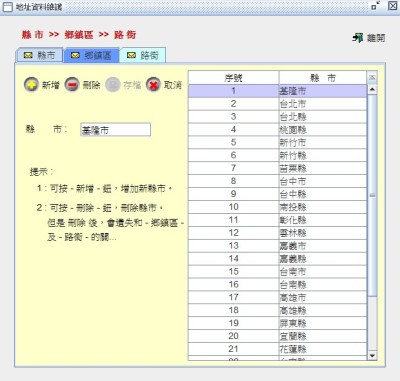 地址資料維護
縣 市 >> 鄉鎮區 >> 路 街
離開
縣市 鄉鎮區 路街
新增 刪除 存檔 取消
縣 市： 基隆市
提示：
1：可按 - 新增 - 鈕，增加新縣市。
2：可按 - 刪除 - 鈕，刪除縣市。
但是 刪除 後，會遺失和 - 鄉鎮區 -
及 - 路街 - 的關...
序號 縣 市
1 基隆市
2 台北市
3 台北縣
4 桃園縣
5 新竹市
6 新竹縣
7 苗栗縣
8 台中市
9 台中縣
10 南投縣
11 彰化縣
12 雲林縣
13 嘉義市
14 嘉義縣
15 台南市
16 台南縣
17 高雄市
18 高雄縣
19 屏東縣
20 宜蘭縣
21 花蓮縣